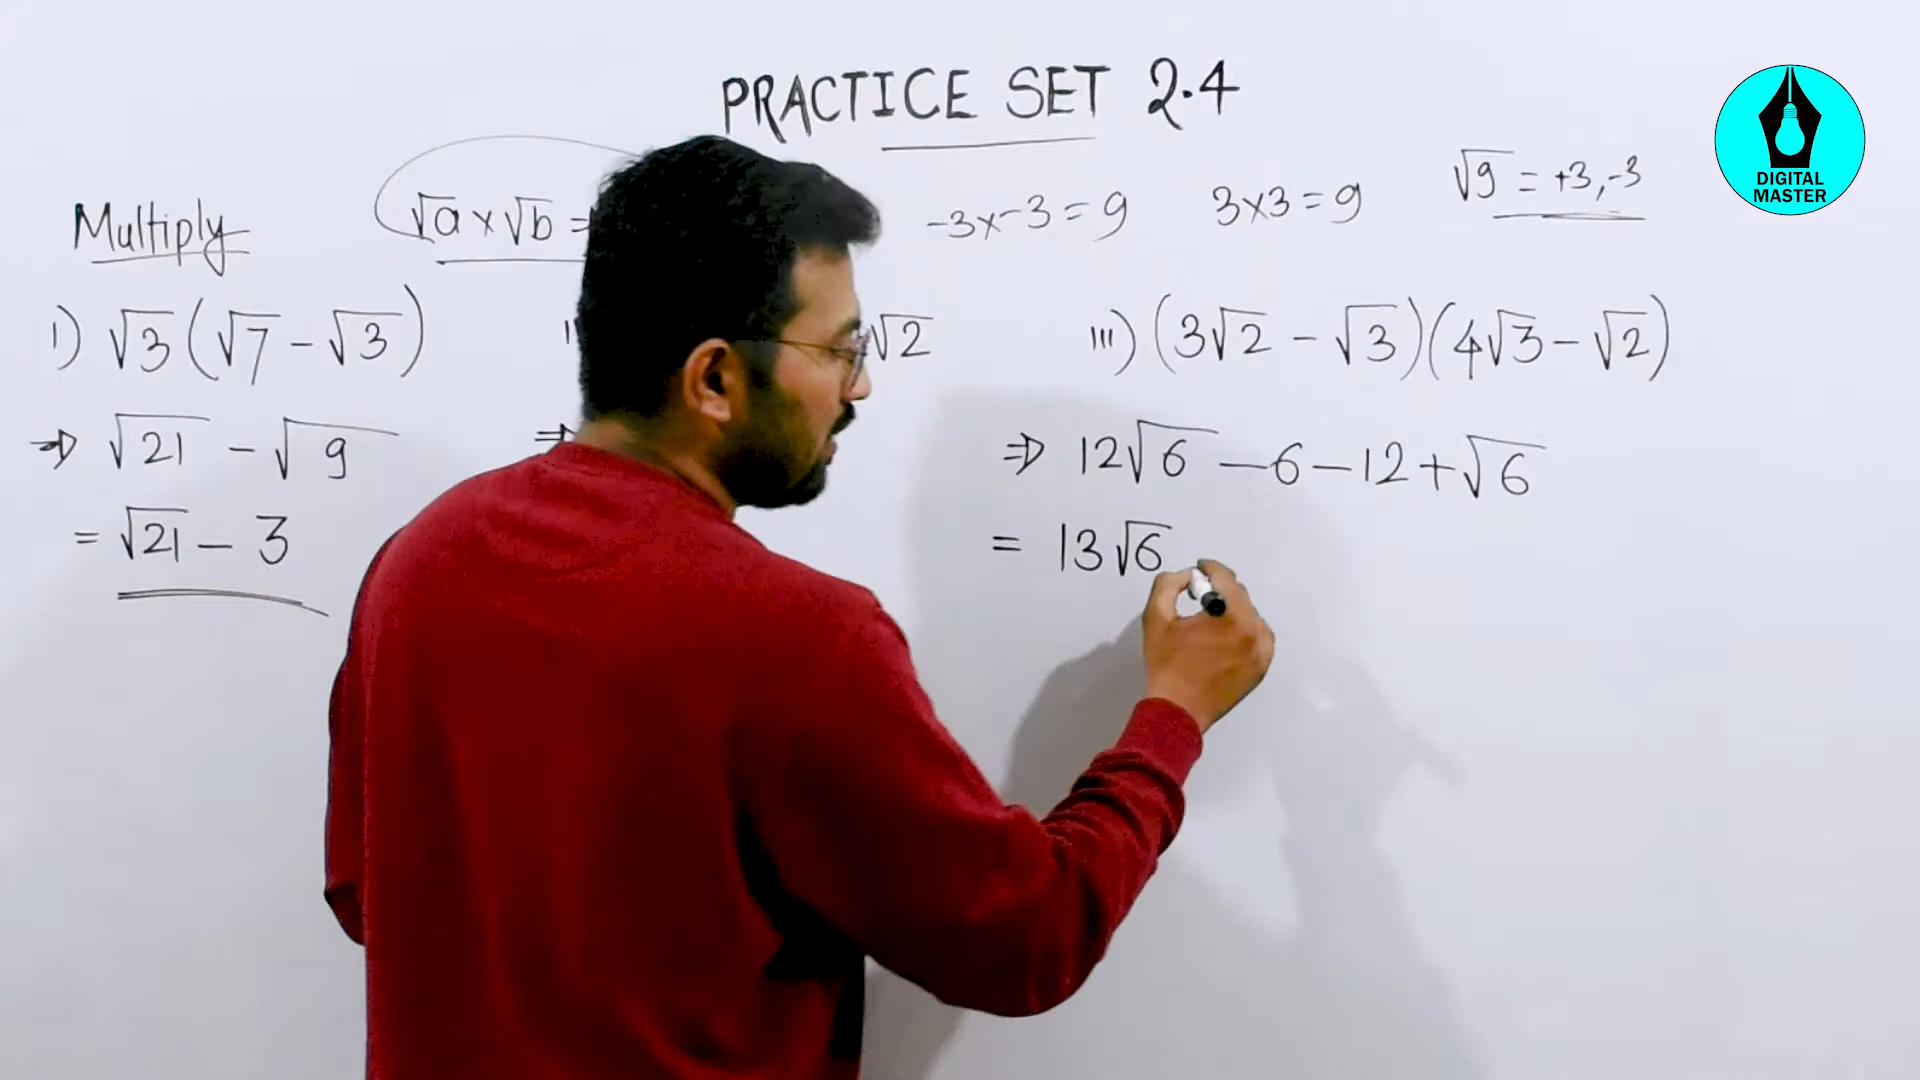 PRACTICE SET 2.4
DIGITAL
MASTER
Multiply
√a × √b =
-3×-3 = 9
3×3 = 9
√9 = +3,-3
i) √3(√7 - √3)
⇒ √21 - √9
= √21 - 3
√2
⇒
iii) (3√2 - √3)(4√3 - √2)
⇒ 12√6 - 6 - 12 + √6
= 13√6